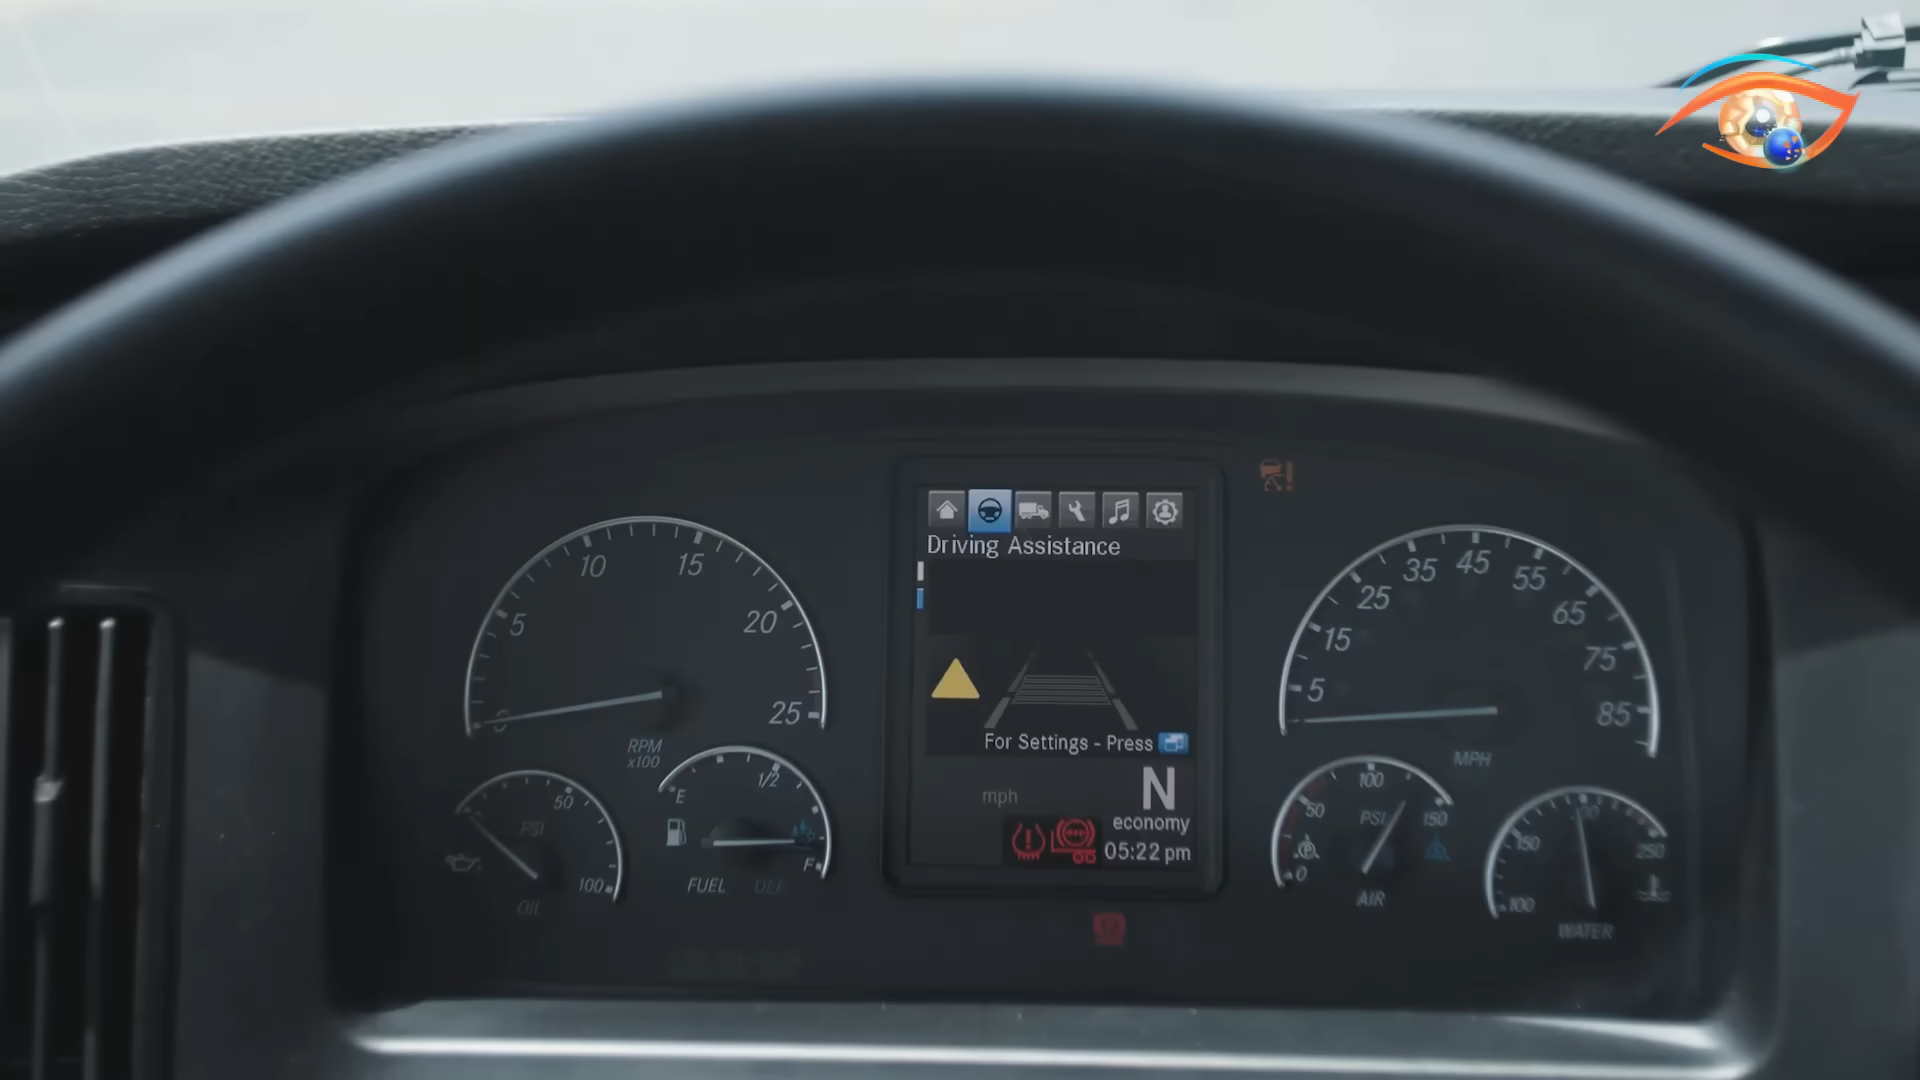 Driving Assistance
For Settings - Press
mph
N
economy
05:22 pm
5
10
15
20
25
RPM
x100
50
PSI
100
OIL
E
1/2
F
FUEL DEF
5
15
25
35
45
55
65
75
85
MPH
0
50
100
150
PSI
AIR
100
150
250
WATER